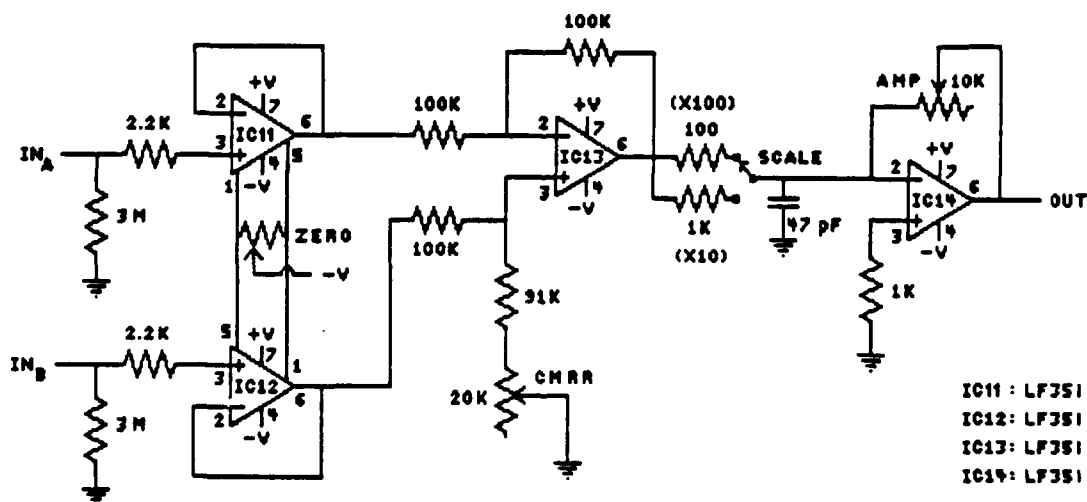 100K
+V
2
7
6
2.2K
IC11
3
5
4
-V
1
IN_A
3M
ZERO
-V
100K
+V
2
7
6
IC13
3
4
-V
100K
(X100)
100
SCALE
1K
(X10)
47 pF
AMP
10K
+V
2
7
6
IC14
OUT
3
4
-V
1K
91K
CMRR
20K
2.2K
5
+V
7
1
IN_B
3
IC12
6
2
4
-V
3M
IC11: LF351
IC12: LF351
IC13: LF351
IC14: LF351